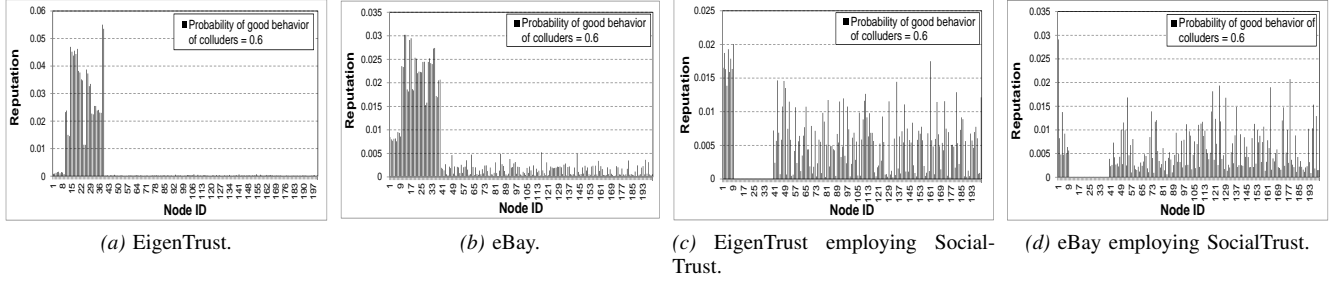 0.06
0.05
0.04
0.03
0.02
0.01
0
Reputation
Probability of good behavior
of colluders = 0.6
1 8 15 22 29 36 43 50 57 64 71 78 85 92 99 106 113 120 127 134 141 148 155 162 169 176 183 190 197
Node ID
(a) EigenTrust.
0.035
0.03
0.025
0.02
0.015
0.01
0.005
0
Reputation
Probability of good behavior
of colluders = 0.6
1 9 17 25 33 41 49 57 65 73 81 89 97 105 113 121 129 137 145 153 161 169 177 185 193
Node ID
(b) eBay.
0.025
0.02
0.015
0.01
0.005
0
Reputation
Probability of good behavior
of colluders = 0.6
1 9 17 25 33 41 49 57 65 73 81 89 97 105 113 121 129 137 145 153 161 169 177 185 193
Node ID
(c) EigenTrust employing Social-
Trust.
0.035
0.03
0.025
0.02
0.015
0.01
0.005
0
Reputation
Probability of good behavior of
colluders = 0.6
1 9 17 25 33 41 49 57 65 73 81 89 97 105 113 121 129 137 145 153 161 169 177 185 193
Node ID
(d) eBay employing SocialTrust.